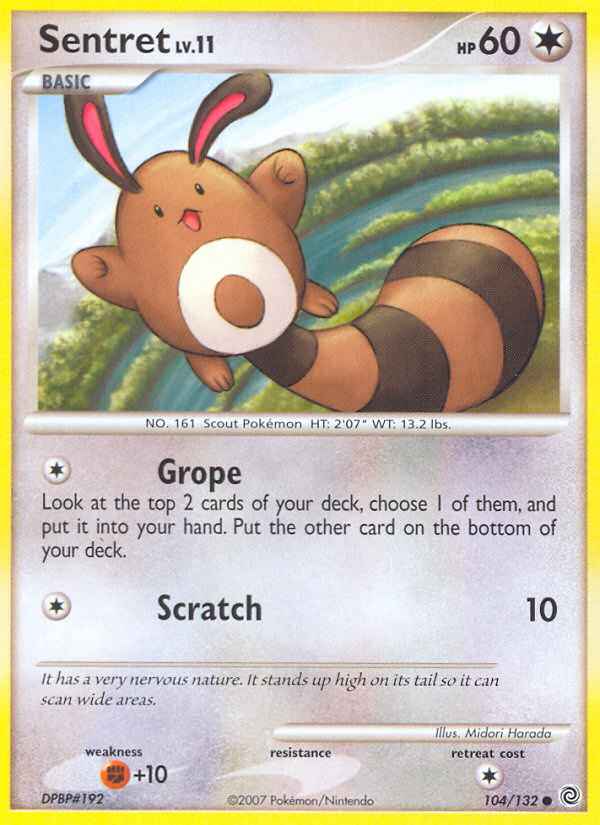 Sentret LV.11
HP 60
BASIC
NO. 161 Scout Pokémon HT: 2'07" WT: 13.2 lbs.
Grope
Look at the top 2 cards of your deck, choose 1 of them, and
put it into your hand. Put the other card on the bottom of
your deck.
Scratch 10
It has a very nervous nature. It stands up high on its tail so it can
scan wide areas.
Illus. Midori Harada
weakness resistance retreat cost
+10
DPBP#192 ©2007 Pokémon/Nintendo 104/132